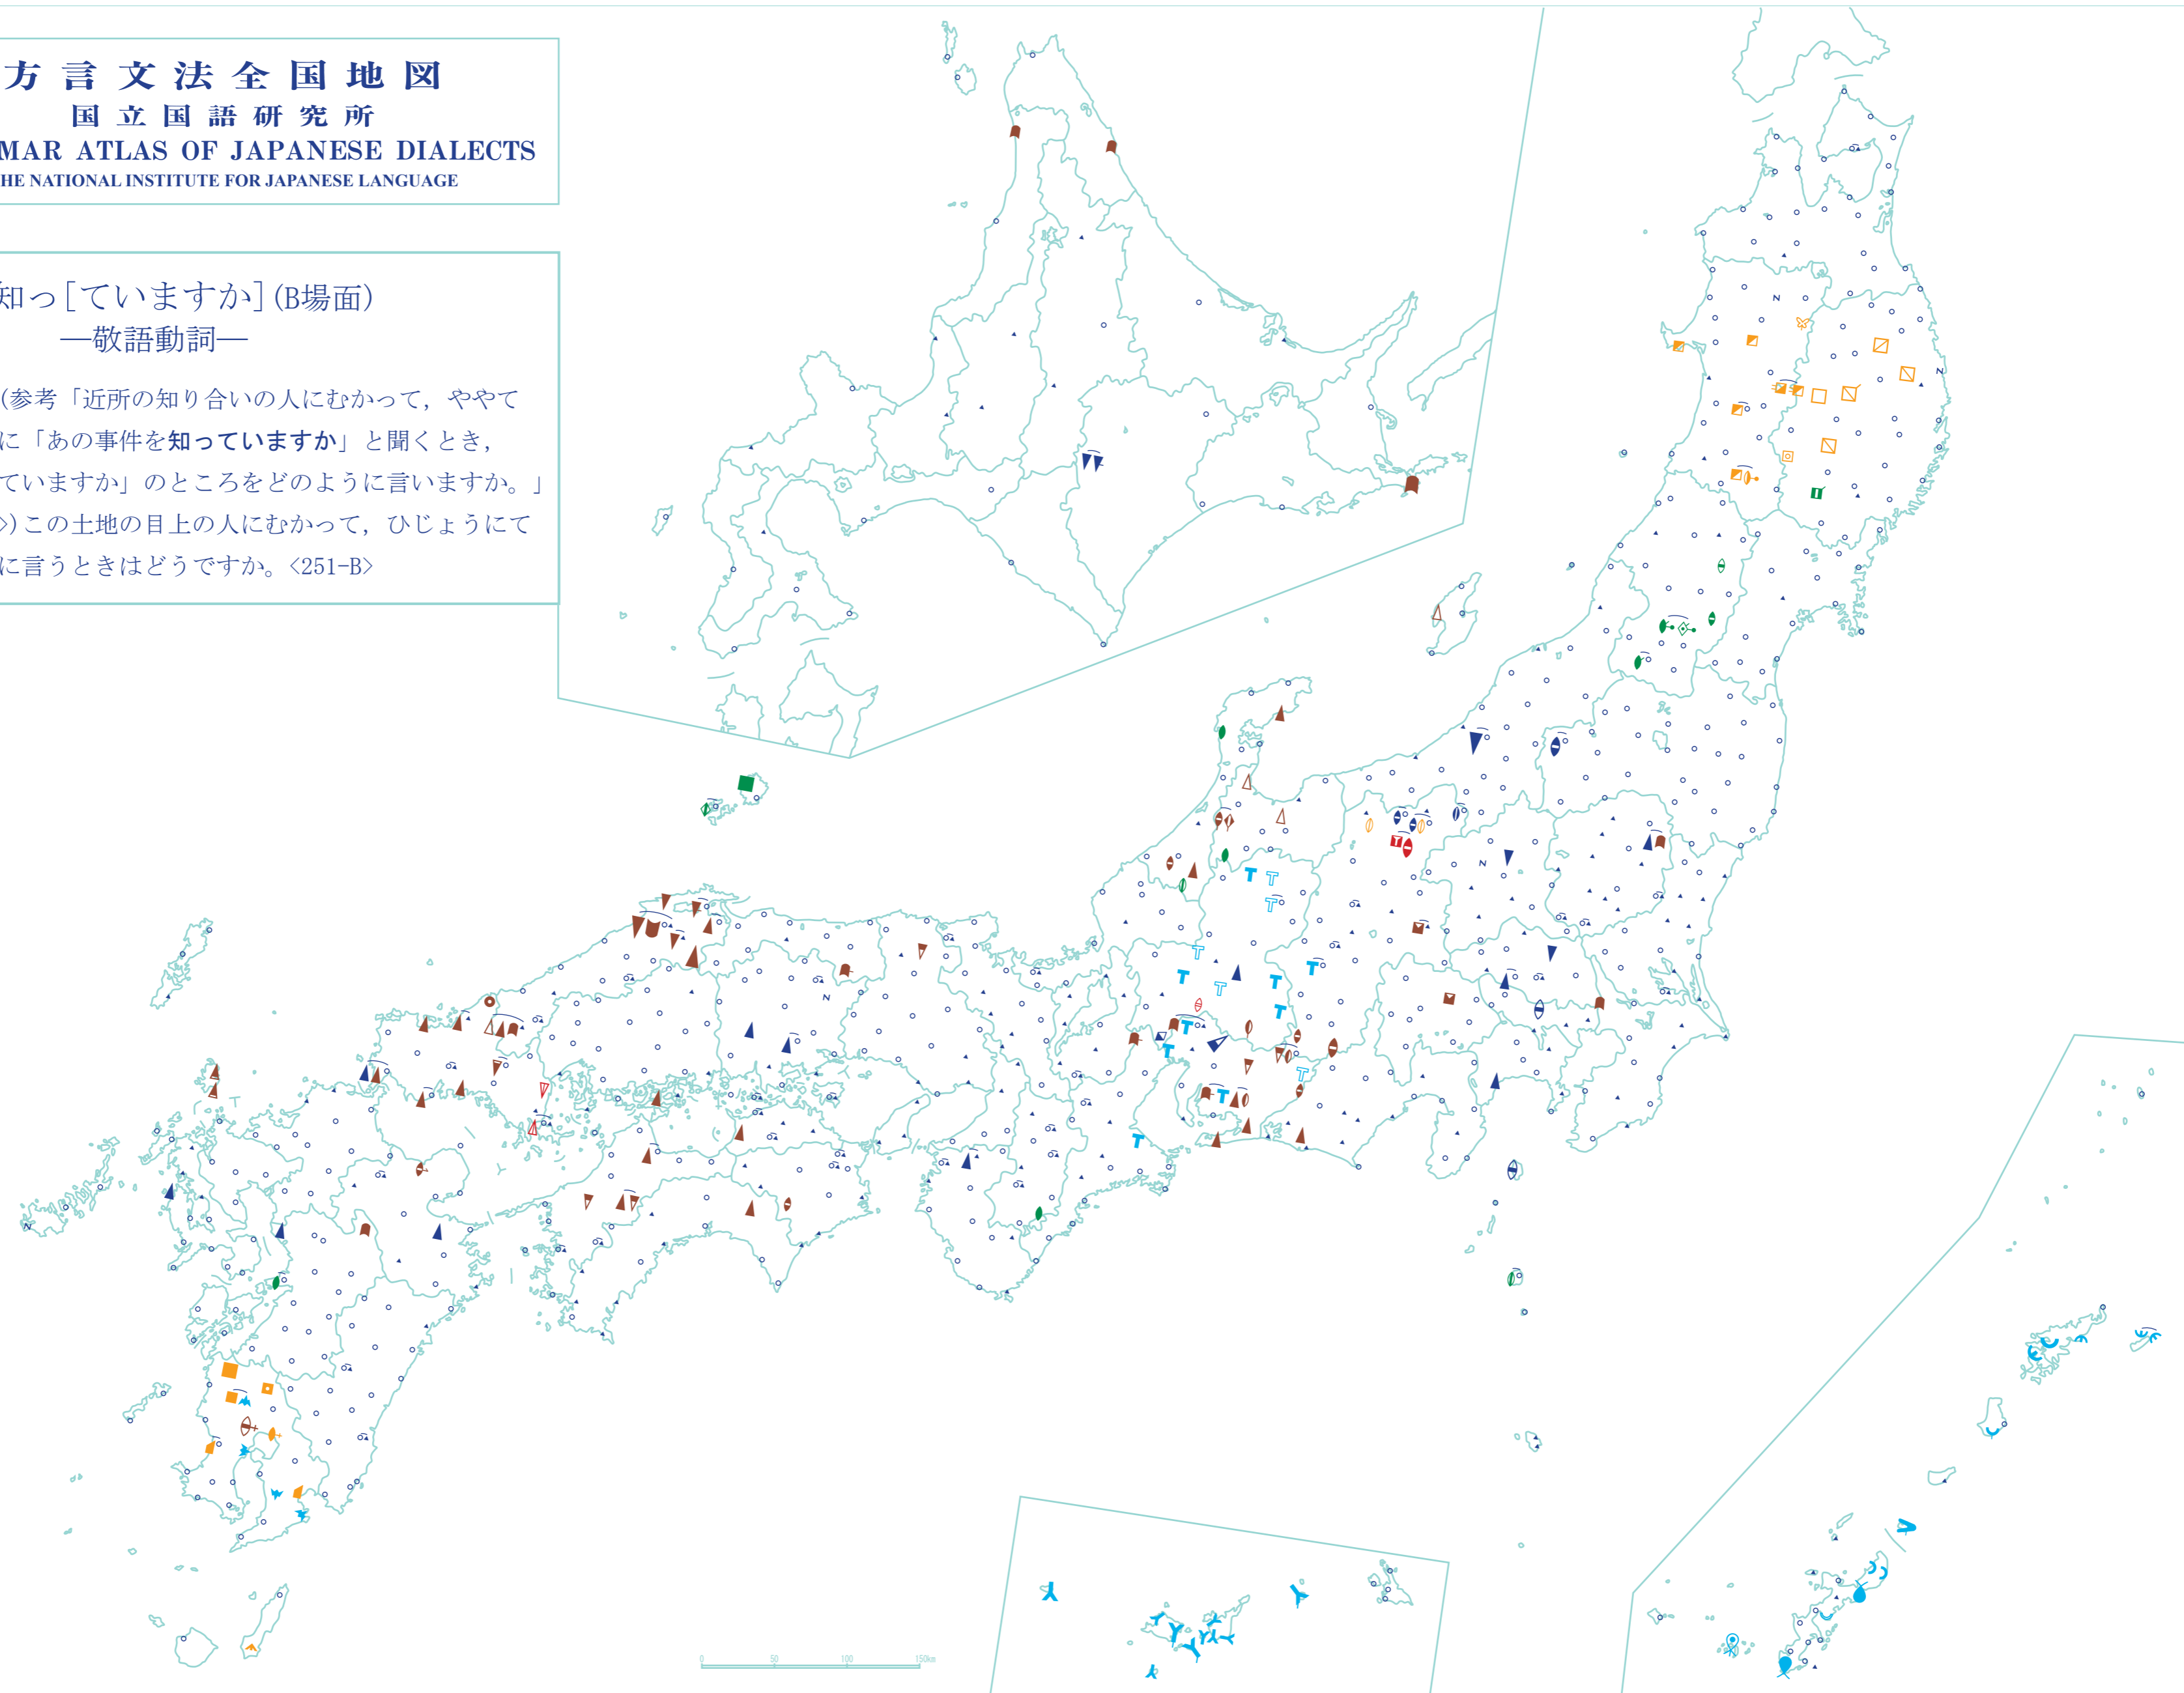 方言文法全国地図
国立国語研究所
MAR ATLAS OF JAPANESE DIALECTS
HE NATIONAL INSTITUTE FOR JAPANESE LANGUAGE
知っ[ていますか](B場面)
―敬語動詞―
(参考「近所の知り合いの人にむかって，ややて
に「あの事件を知っていますか」と聞くとき，
ていますか」のところをどのように言いますか。」
>)この土地の目上の人にむかって，ひじょうにて
に言うときはどうですか。<251-B>
0 50 100 150km